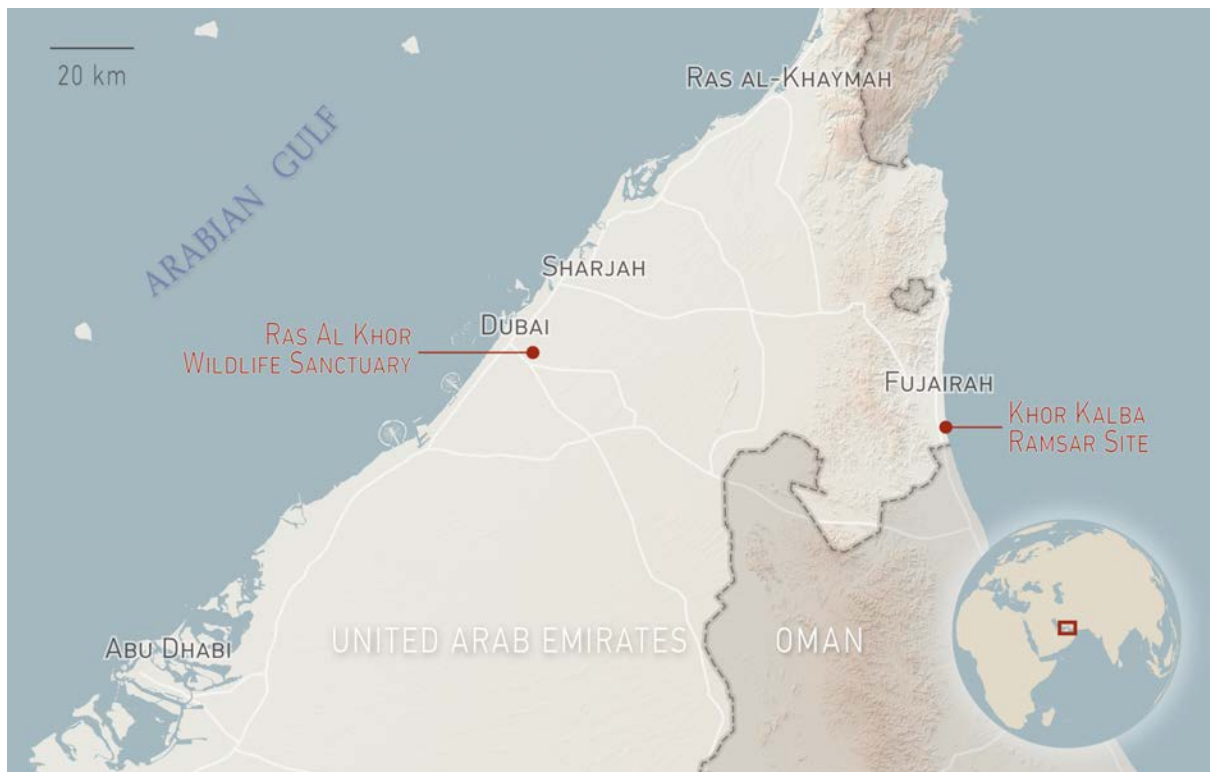 20 km
RAS AL-KHAYMAH
ARABIAN GULF
SHARJAH
DUBAI
RAS AL KHOR
WILDLIFE SANCTUARY
FUJAIRAH
KHOR KALBA
RAMSAR SITE
ABU DHABI
UNITED ARAB EMIRATES
OMAN